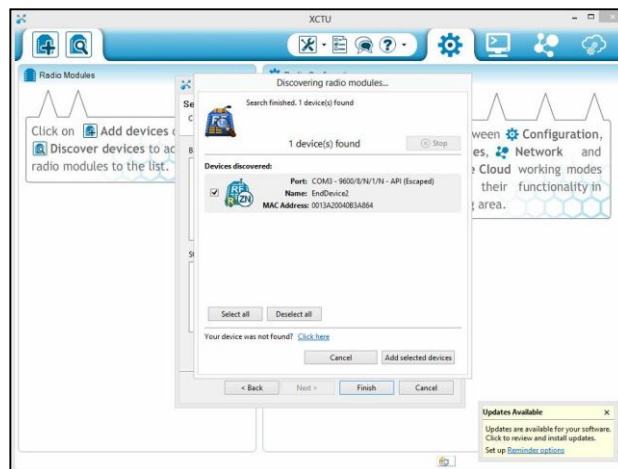 XCTU
Radio Modules
Click on Add devices
Discover devices to ad
radio modules to the list.
Se
C
Discovering radio modules...
Search finished. 1 device(s) found
1 device(s) found
Stop
Devices discovered:
Port: COM3 - 9600/8/N/1/N - API (Escaped)
Name: EndDevice2
MAC Address: 0013A20040B3A864
Select all
Deselect all
Your device was not found? Click here
Cancel
Add selected devices
< Back
Next >
Finish
Cancel
ween Configuration,
es, Network and
Cloud working modes
their functionality in
area.
Updates Available
Updates are available for your software.
Click to review and install updates.
Set up Reminder options